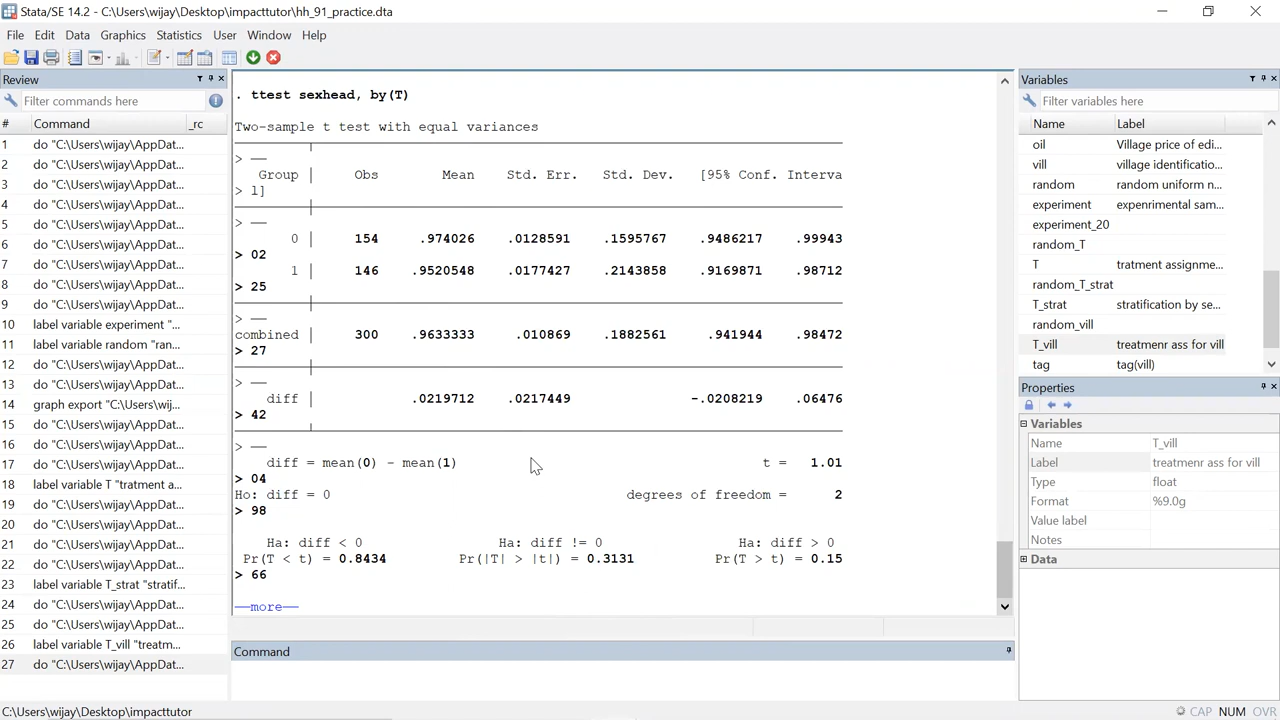 Stata/SE 14.2 - C:\Users\wijay\Desktop\impacttutor\hh_91_practice.dta
File Edit Data Graphics Statistics User Window Help
Review
Filter commands here
# Command _rc
1 do "C:\Users\wijay\AppDat...
2 do "C:\Users\wijay\AppDat...
3 do "C:\Users\wijay\AppDat...
4 do "C:\Users\wijay\AppDat...
5 do "C:\Users\wijay\AppDat...
6 do "C:\Users\wijay\AppDat...
7 do "C:\Users\wijay\AppDat...
8 do "C:\Users\wijay\AppDat...
9 do "C:\Users\wijay\AppDat...
10 label variable experiment "...
11 label variable random "ran...
12 do "C:\Users\wijay\AppDat...
13 do "C:\Users\wijay\AppDat...
14 graph export "C:\Users\wij...
15 do "C:\Users\wijay\AppDat...
16 do "C:\Users\wijay\AppDat...
17 do "C:\Users\wijay\AppDat...
18 label variable T "tratment a...
19 do "C:\Users\wijay\AppDat...
20 do "C:\Users\wijay\AppDat...
21 do "C:\Users\wijay\AppDat...
22 do "C:\Users\wijay\AppDat...
23 label variable T_strat "stratif...
24 do "C:\Users\wijay\AppDat...
25 do "C:\Users\wijay\AppDat...
26 label variable T_vill "treatm...
27 do "C:\Users\wijay\AppDat...
. ttest sexhead, by(T)
Two-sample t test with equal variances
> ——
Group | Obs Mean Std. Err. Std. Dev. [95% Conf. Interva
> l]
> ——
0 | 154 .974026 .0128591 .1595767 .9486217 .99943
> 02
1 | 146 .9520548 .0177427 .2143858 .9169871 .98712
> 25
> ——
combined | 300 .9633333 .010869 .1882561 .941944 .98472
> 27
> ——
diff | .0219712 .0217449 -.0208219 .06476
> 42
> ——
diff = mean(0) - mean(1) t = 1.01
> 04
Ho: diff = 0 degrees of freedom = 2
> 98
Ha: diff < 0 Ha: diff != 0 Ha: diff > 0
Pr(T < t) = 0.8434 Pr(|T| > |t|) = 0.3131 Pr(T > t) = 0.15
> 66
—more—
Command
Variables
Filter variables here
Name Label
oil Village price of edi...
vill village identificatio...
random random uniform n...
experiment expenrimental sam...
experiment_20
random_T
T tratment assignme...
random_T_strat
T_strat stratification by se...
random_vill
T_vill treatmenr ass for vill
tag tag(vill)
Properties
Variables
Name T_vill
Label treatmenr ass for vill
Type float
Format %9.0g
Value label
Notes
Data
C:\Users\wijay\Desktop\impacttutor
CAP NUM OVR